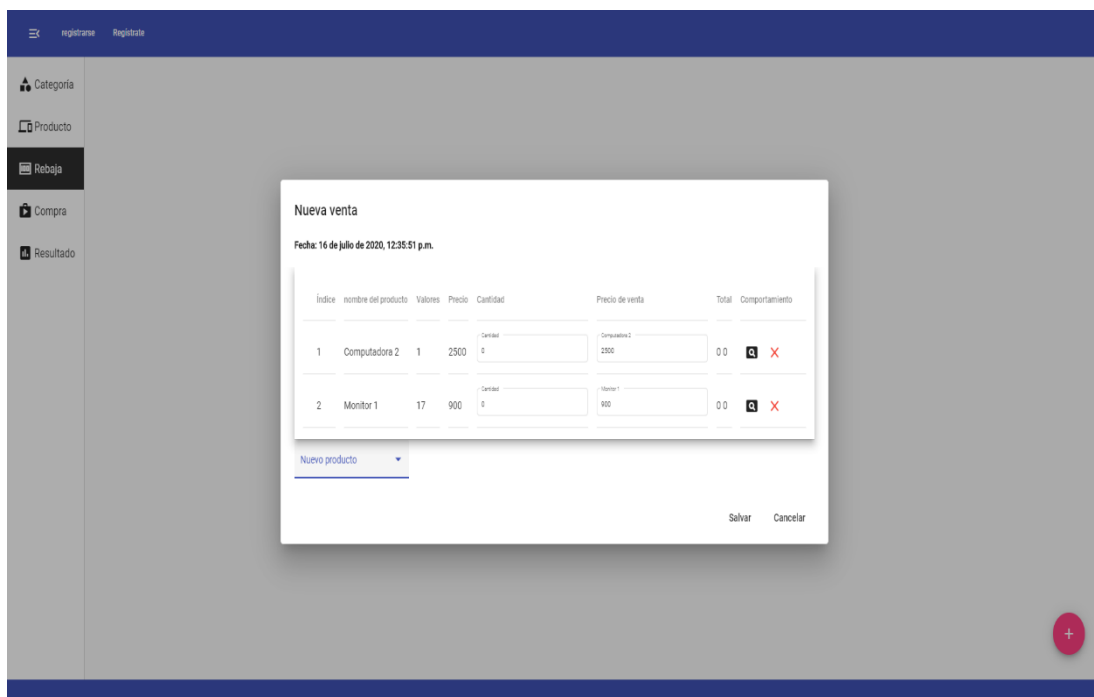 registrarse Registrate
Categoría
Producto
Rebaja
Compra
Resultado
Nueva venta
Fecha: 16 de julio de 2020, 12:35:51 p.m.
Índice nombre del producto Valores Precio Cantidad Precio de venta Total Comportamiento
Cantidad Computadora 2
1 Computadora 2 1 2500 0 2500 0 0
Cantidad Monitor 1
2 Monitor 1 17 900 0 900 0 0
Nuevo producto
Salvar Cancelar